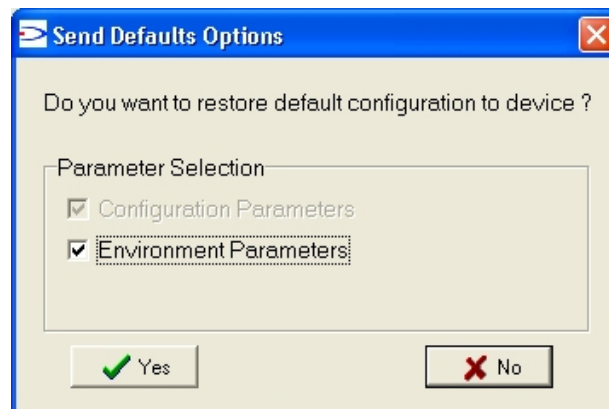 Send Defaults Options
Do you want to restore default configuration to device ?
Parameter Selection
Configuration Parameters
Environment Parameters
Yes
No